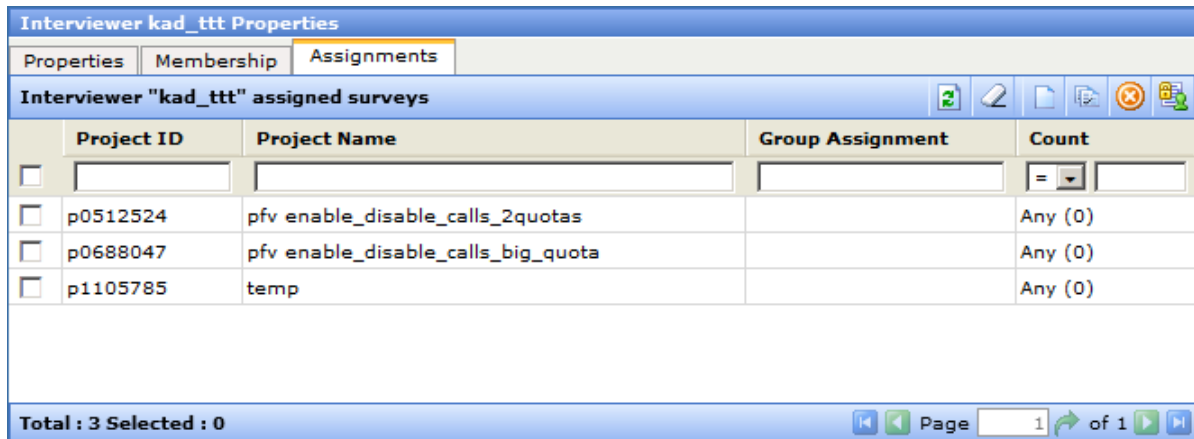 Interviewer kad_ttt Properties
Properties Membership Assignments
Interviewer "kad_ttt" assigned surveys
Project ID Project Name Group Assignment Count
=
p0512524 pfv enable_disable_calls_2quotas Any (0)
p0688047 pfv enable_disable_calls_big_quota Any (0)
p1105785 temp Any (0)
Total : 3 Selected : 0 Page 1 of 1